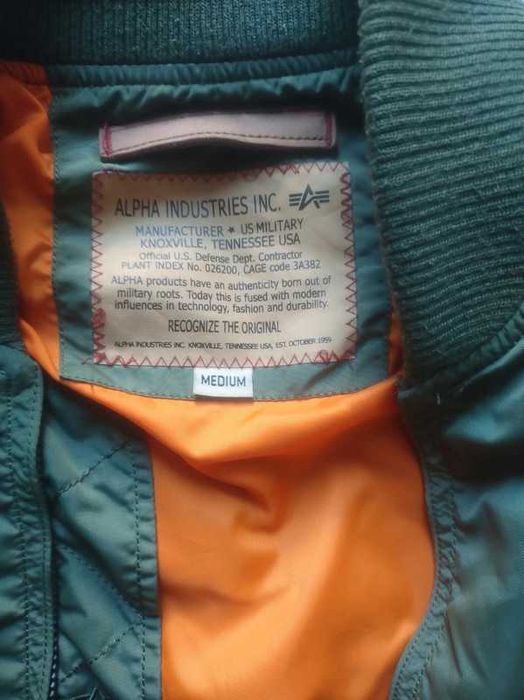 ALPHA INDUSTRIES INC.
MANUFACTURER ★ US MILITARY
KNOXVILLE, TENNESSEE USA
Official U.S. Defense Dept. Contractor
PLANT INDEX No. 026200, CAGE code 3A382
ALPHA products have an authenticity born out of
military roots. Today this is fused with modern
influences in technology, fashion and durability.
RECOGNIZE THE ORIGINAL
ALPHA INDUSTRIES INC. KNOXVILLE, TENNESSEE USA, EST. OCTOBER 1959
MEDIUM